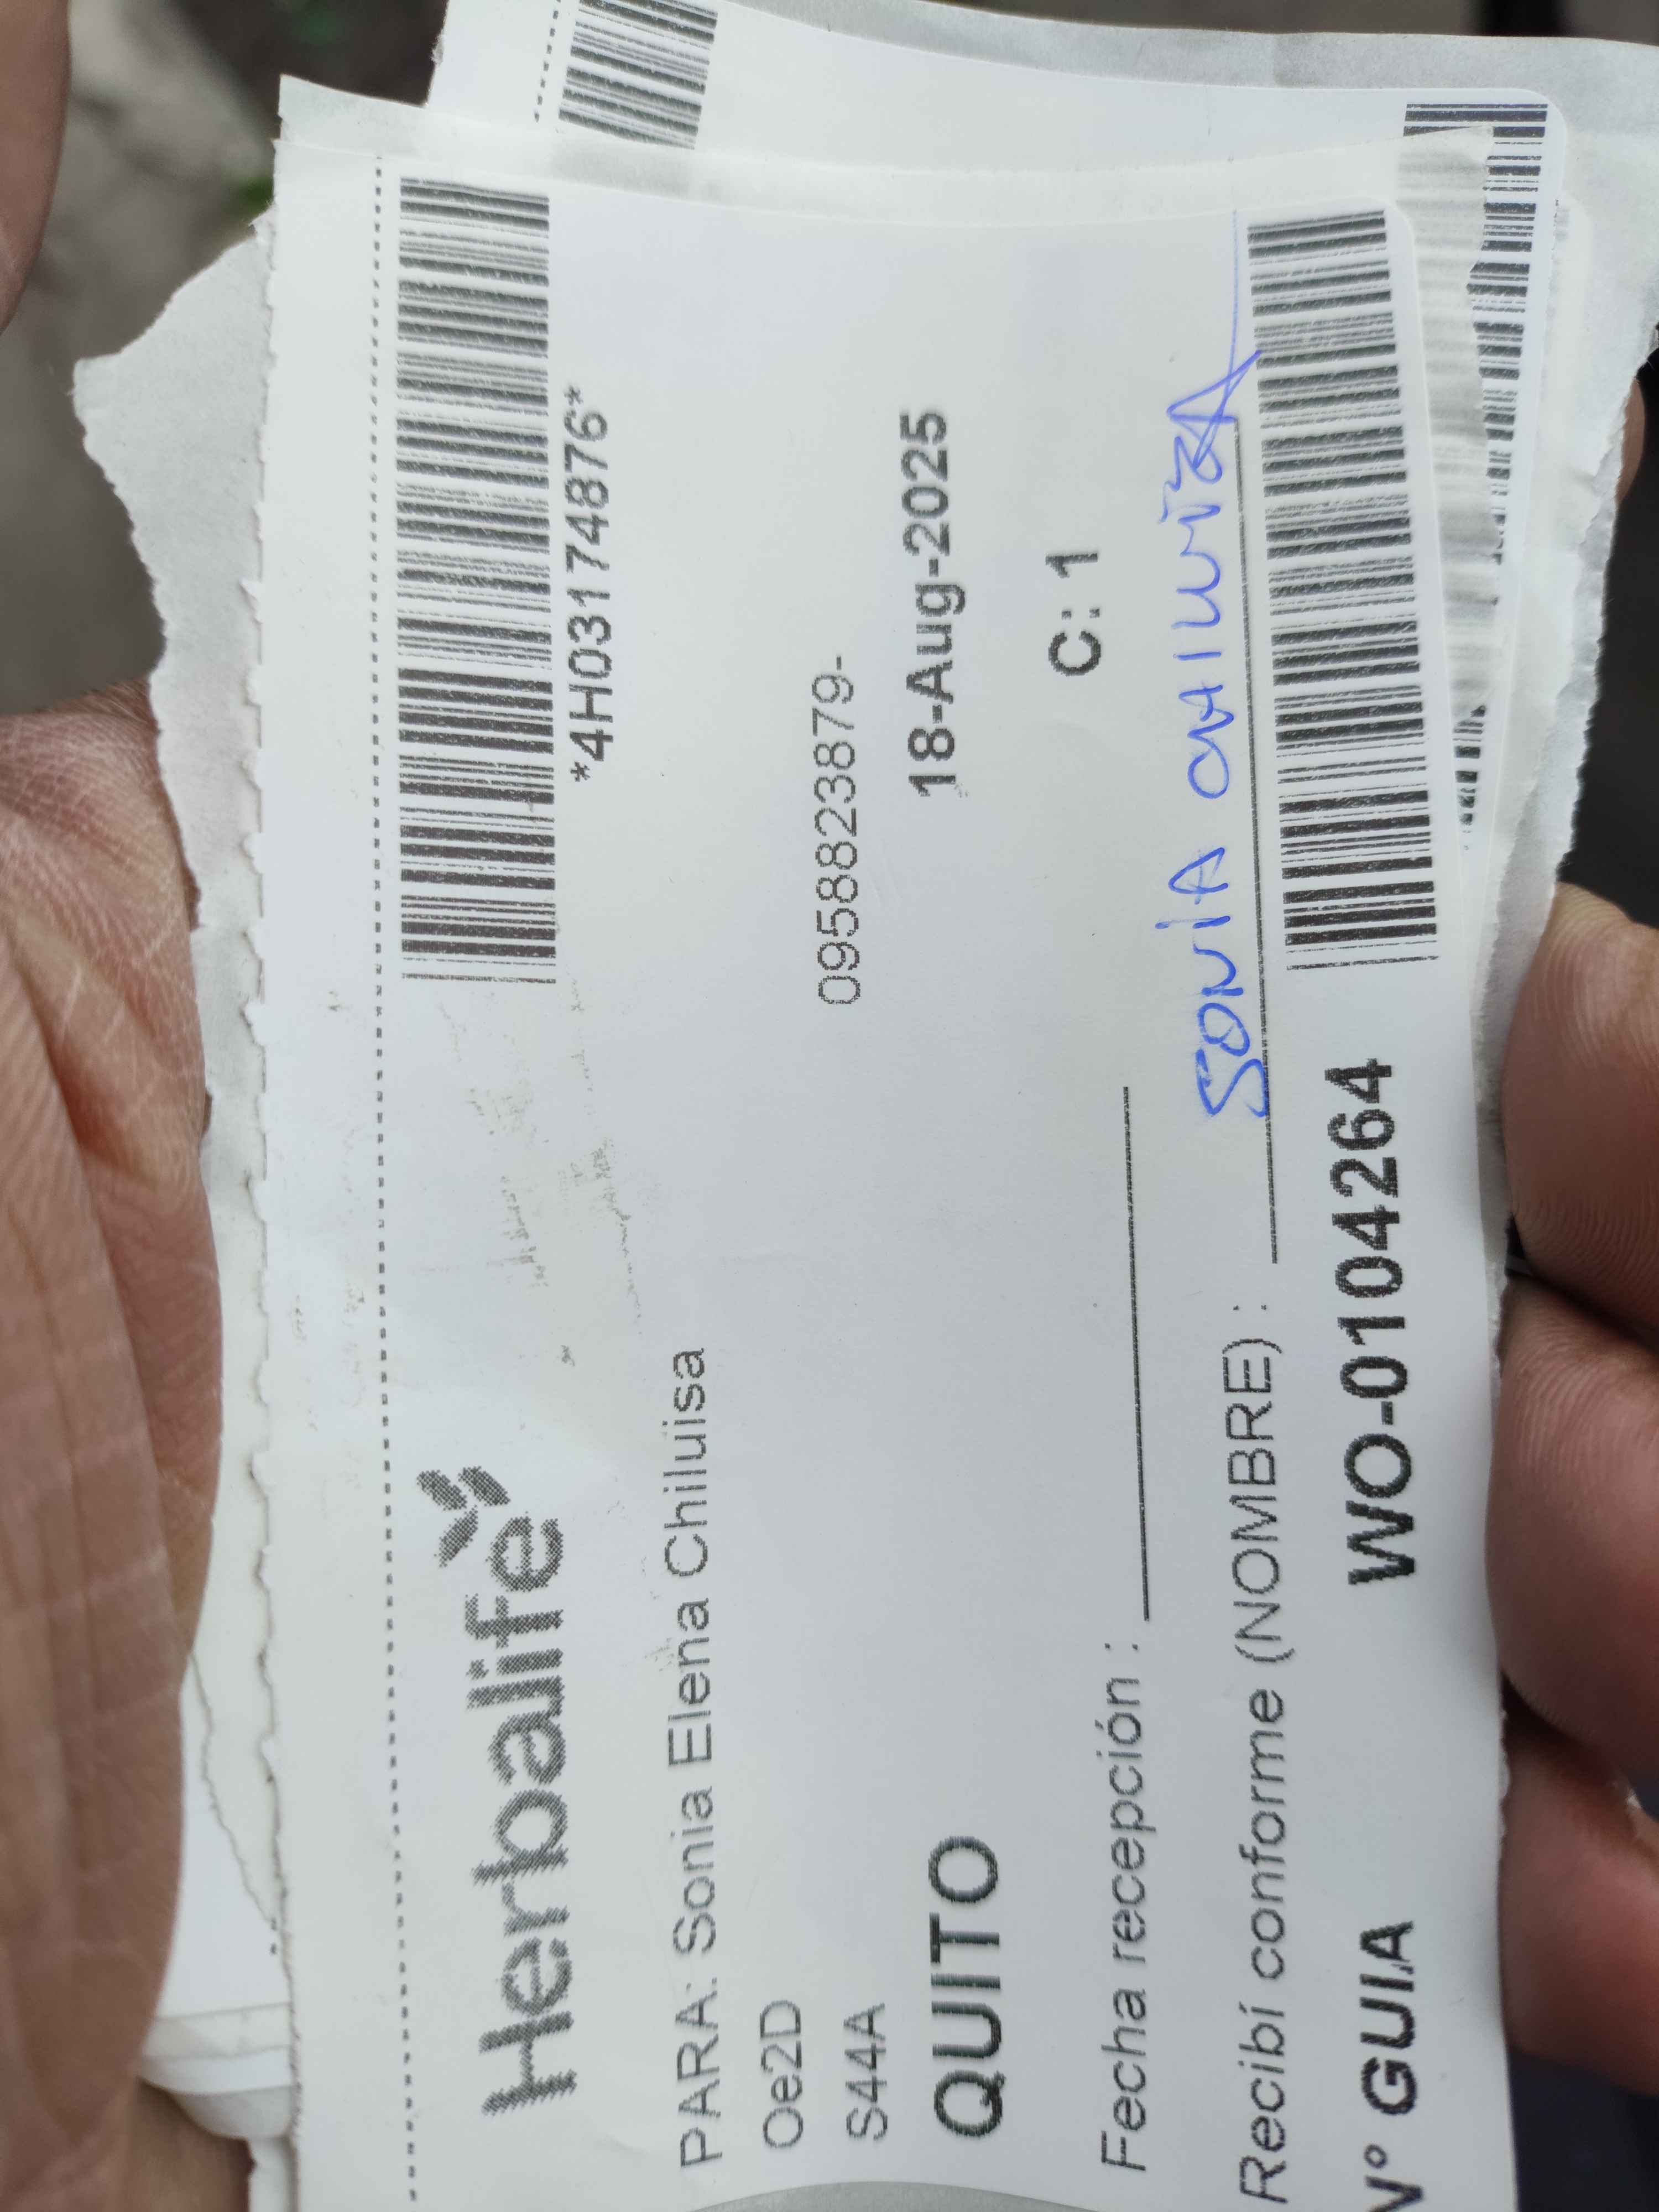 Herbalife
*4H03174876*
PARA: Sonia Elena Chiluisa
Oe2D
0958823879-
S44A
QUITO 18-Aug-2025
Fecha recepción : C: 1
Recibí conforme (NOMBRE) : SONIA CHILUIZA
N° GUIA WO-0104264